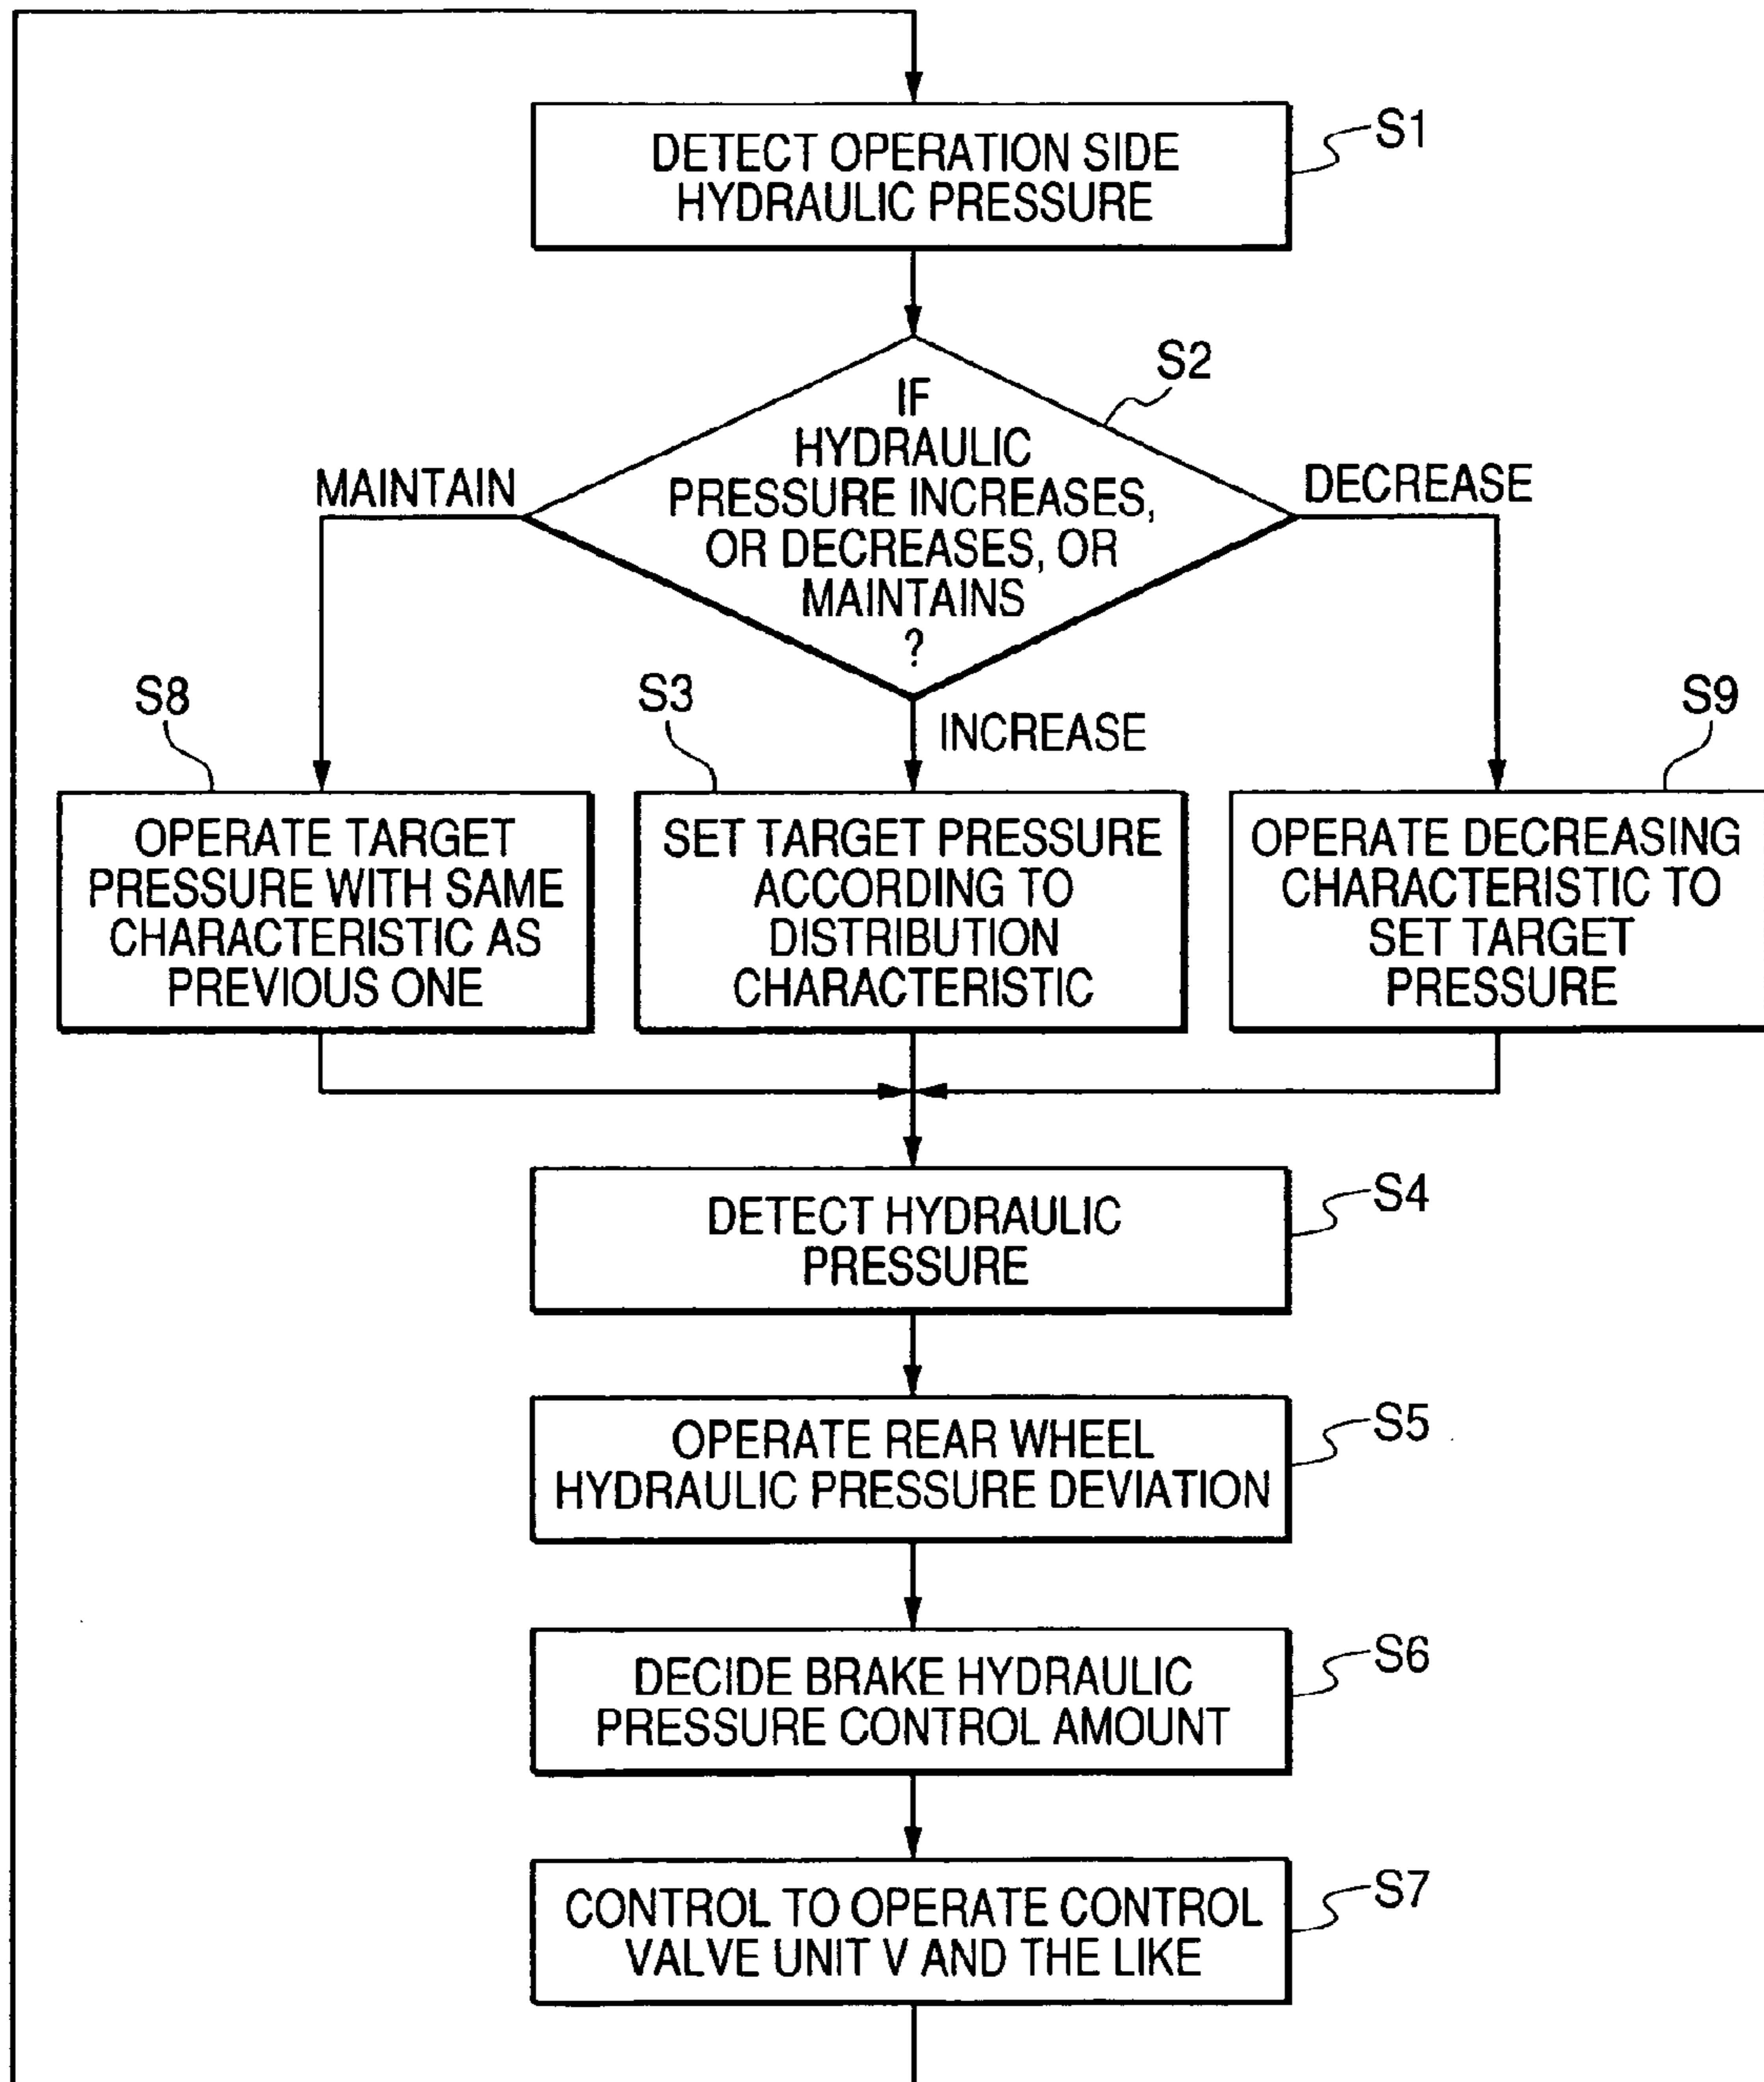 DETECT OPERATION SIDE
HYDRAULIC PRESSURE
S1
S2
IF
HYDRAULIC
PRESSURE INCREASES,
OR DECREASES, OR
MAINTAINS
?
MAINTAIN
DECREASE
INCREASE
S8
OPERATE TARGET
PRESSURE WITH SAME
CHARACTERISTIC AS
PREVIOUS ONE
S3
SET TARGET PRESSURE
ACCORDING TO
DISTRIBUTION
CHARACTERISTIC
S9
OPERATE DECREASING
CHARACTERISTIC TO
SET TARGET
PRESSURE
DETECT HYDRAULIC
PRESSURE
S4
OPERATE REAR WHEEL
HYDRAULIC PRESSURE DEVIATION
S5
DECIDE BRAKE HYDRAULIC
PRESSURE CONTROL AMOUNT
S6
CONTROL TO OPERATE CONTROL
VALVE UNIT V AND THE LIKE
S7